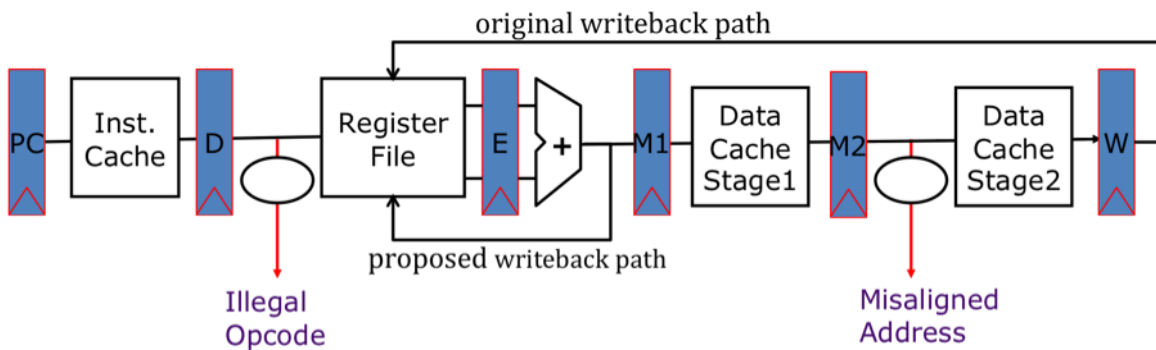 original writeback path
PC
Inst.
Cache
D
Register
File
E
+
M1
Data
Cache
Stage1
M2
Data
Cache
Stage2
W
proposed writeback path
Illegal
Opcode
Misaligned
Address